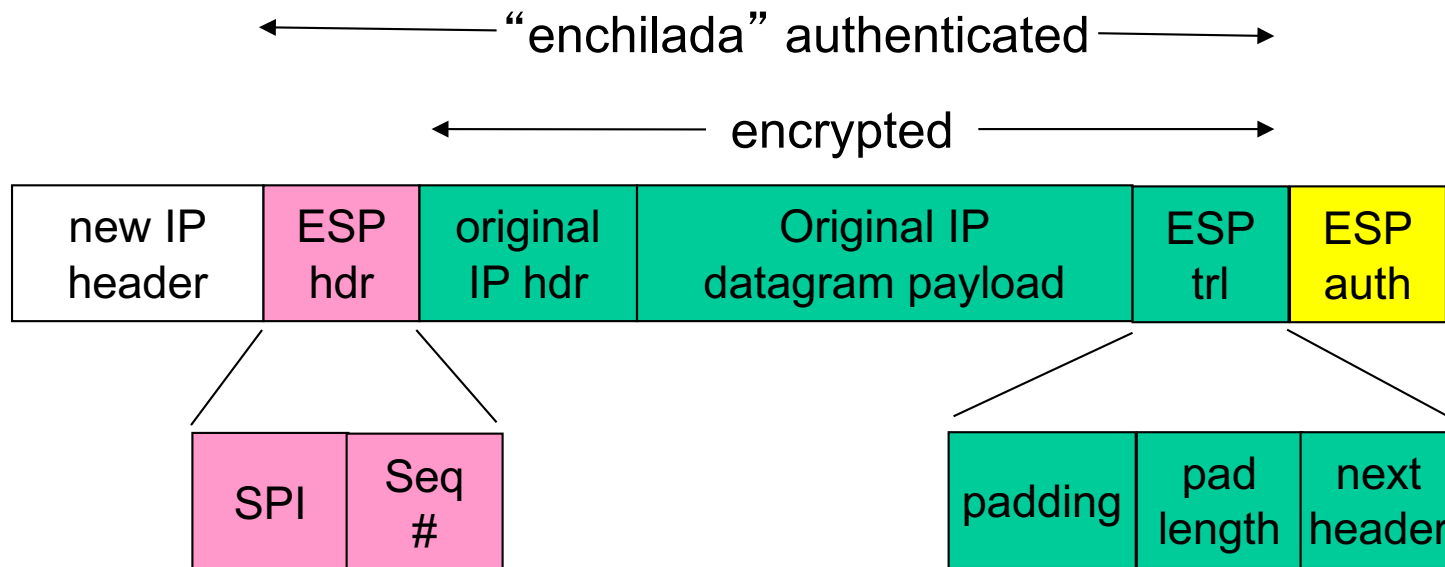 “enchilada” authenticated
encrypted
new IP
header
ESP
hdr
original
IP hdr
Original IP
datagram payload
ESP
trl
ESP
auth
SPI
Seq
#
padding
pad
length
next
header